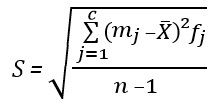 S = √( Σ_{j=1}^{c} (m_j – X̄)² f_j / (n – 1) )